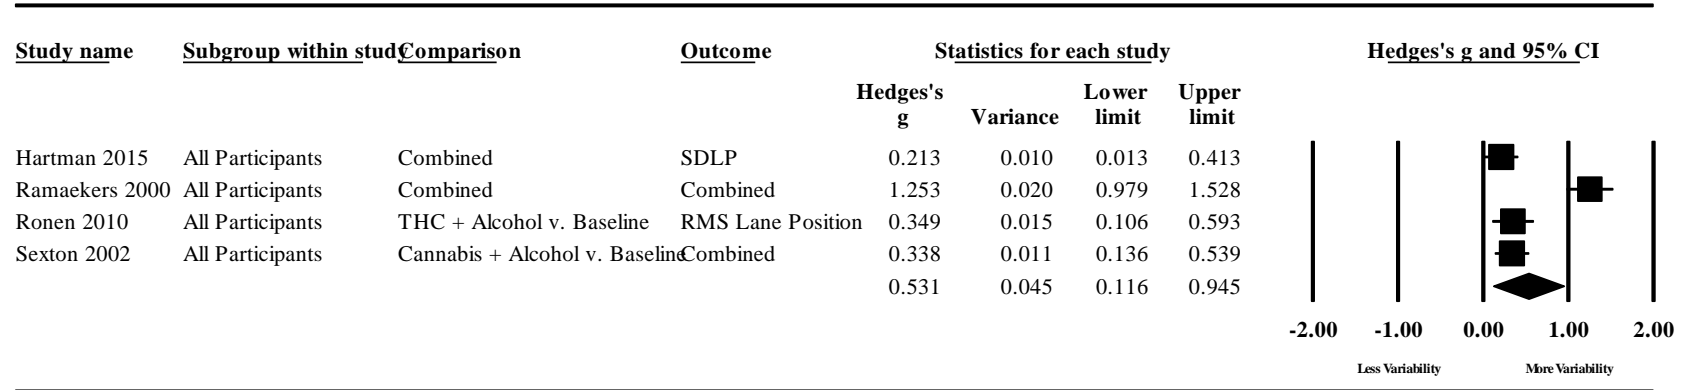 Study name Subgroup within study Comparison Outcome Statistics for each study Hedges's g and 95% CI
Hedges's g Variance Lower limit Upper limit
Hartman 2015 All Participants Combined SDLP 0.213 0.010 0.013 0.413
Ramaekers 2000 All Participants Combined Combined 1.253 0.020 0.979 1.528
Ronen 2010 All Participants THC + Alcohol v. Baseline RMS Lane Position 0.349 0.015 0.106 0.593
Sexton 2002 All Participants Cannabis + Alcohol v. Baseline Combined 0.338 0.011 0.136 0.539
0.531 0.045 0.116 0.945
-2.00 -1.00 0.00 1.00 2.00
Less Variability More Variability